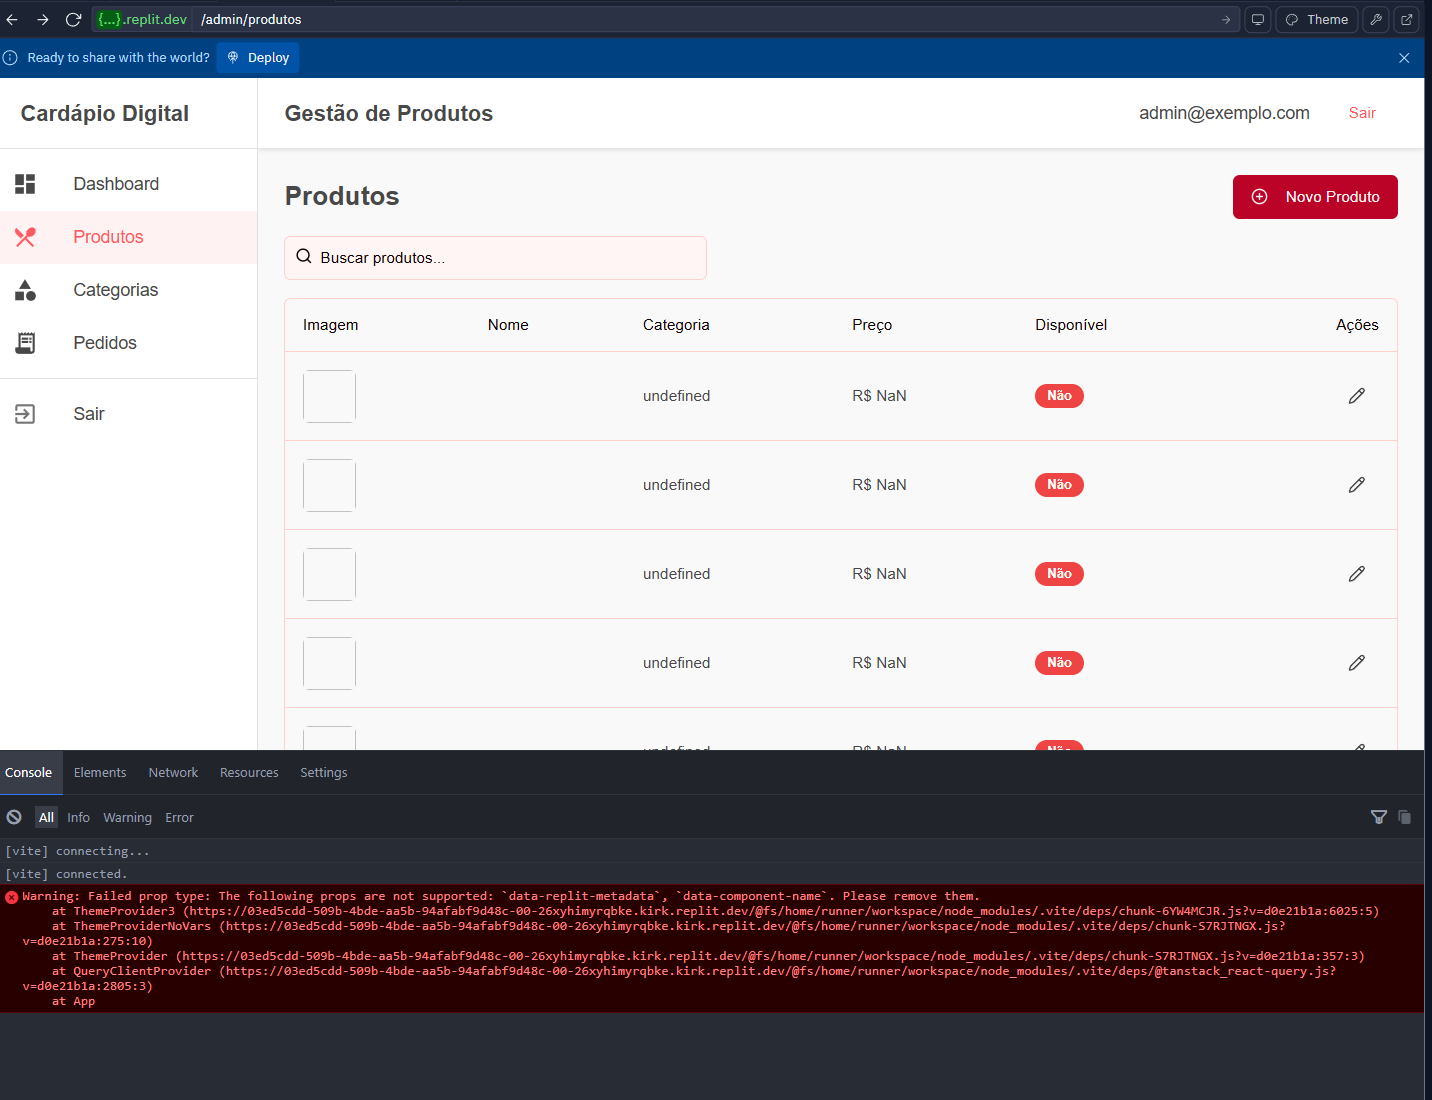 {...}.replit.dev /admin/produtos
Theme
Ready to share with the world? Deploy
Cardápio Digital
Gestão de Produtos
admin@exemplo.com
Sair
Dashboard
Produtos
Categorias
Pedidos
Sair
Produtos
Novo Produto
Buscar produtos...
Imagem Nome Categoria Preço Disponível Ações
undefined R$ NaN Não
undefined R$ NaN Não
undefined R$ NaN Não
undefined R$ NaN Não
undefined R$ NaN Não
Console Elements Network Resources Settings
All Info Warning Error
[vite] connecting...
[vite] connected.
Warning: Failed prop type: The following props are not supported: `data-replit-metadata`, `data-component-name`. Please remove them.
at ThemeProvider3 (https://03ed5cdd-509b-4bde-aa5b-94afabf9d48c-00-26xyhimyrqbke.kirk.replit.dev/@fs/home/runner/workspace/node_modules/.vite/deps/chunk-6YW4MCJR.js?v=d0e21b1a:6025:5)
at ThemeProviderNoVars (https://03ed5cdd-509b-4bde-aa5b-94afabf9d48c-00-26xyhimyrqbke.kirk.replit.dev/@fs/home/runner/workspace/node_modules/.vite/deps/chunk-S7RJTNGX.js?
v=d0e21b1a:275:10)
at ThemeProvider (https://03ed5cdd-509b-4bde-aa5b-94afabf9d48c-00-26xyhimyrqbke.kirk.replit.dev/@fs/home/runner/workspace/node_modules/.vite/deps/chunk-S7RJTNGX.js?v=d0e21b1a:357:3)
at QueryClientProvider (https://03ed5cdd-509b-4bde-aa5b-94afabf9d48c-00-26xyhimyrqbke.kirk.replit.dev/@fs/home/runner/workspace/node_modules/.vite/deps/@tanstack_react-query.js?
v=d0e21b1a:2805:3)
at App